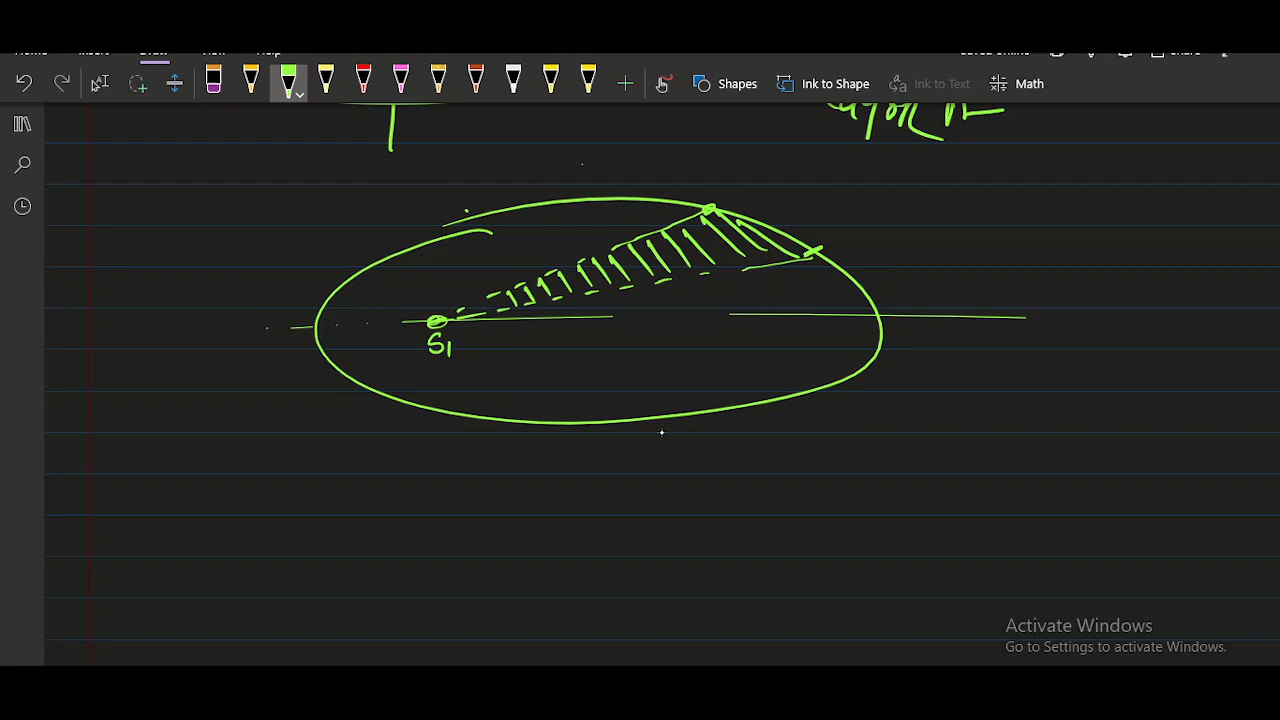 Shapes
Ink to Shape
Ink to Text
Math
S1
Activate Windows
Go to Settings to activate Windows.